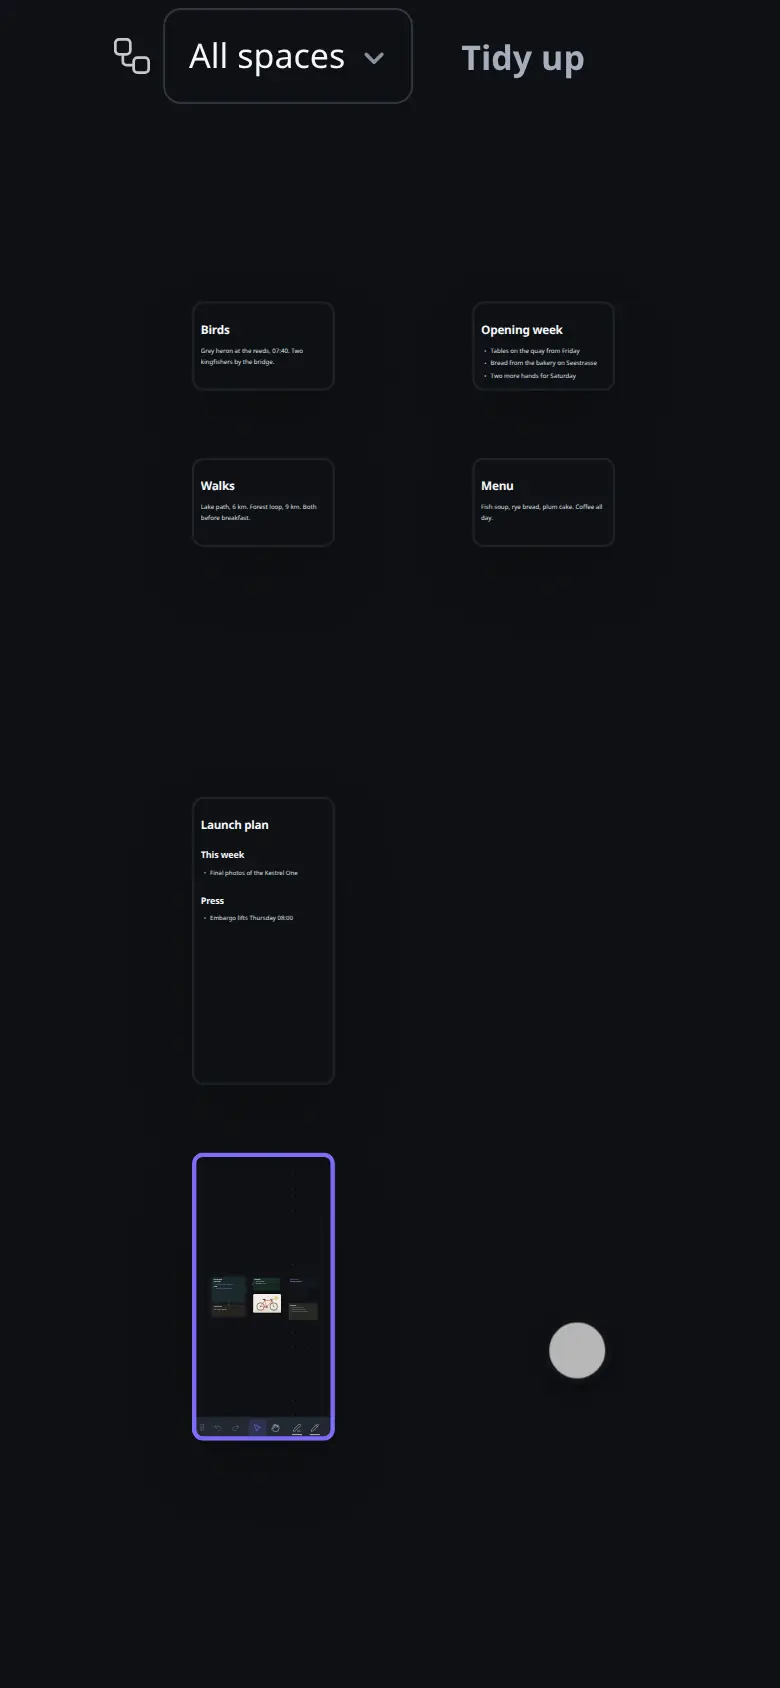 All spaces
Tidy up
Birds
Grey heron at the reeds, 07:40. Two
kingfishers by the bridge.
Opening week
• Tables on the quay from Friday
• Bread from the bakery on Seestrasse
• Two more hands for Saturday
Walks
Lake path, 6 km. Forest loop, 9 km. Both
before breakfast.
Menu
Fish soup, rye bread, plum cake. Coffee all
day.
Launch plan
This week
• Final photos of the Kestrel One
Press
• Embargo lifts Thursday 08:00